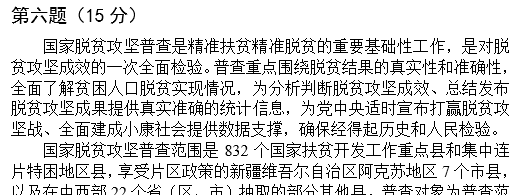 第六题（15 分）
国家脱贫攻坚普查是精准扶贫精准脱贫的重要基础性工作，是对脱
贫攻坚成效的一次全面检验。普查重点围绕脱贫结果的真实性和准确性，
全面了解贫困人口脱贫实现情况，为分析判断脱贫攻坚成效、总结发布
脱贫攻坚成果提供真实准确的统计信息，为党中央适时宣布打赢脱贫攻
坚战、全面建成小康社会提供数据支撑，确保经得起历史和人民检验。
国家脱贫攻坚普查范围是 832 个国家扶贫开发工作重点县和集中连
片特困地区县，享受片区政策的新疆维吾尔自治区阿克苏地区 7 个市县，
以及在中西部 22 个省（区、市）抽取的部分其他县。普查对象为普查范